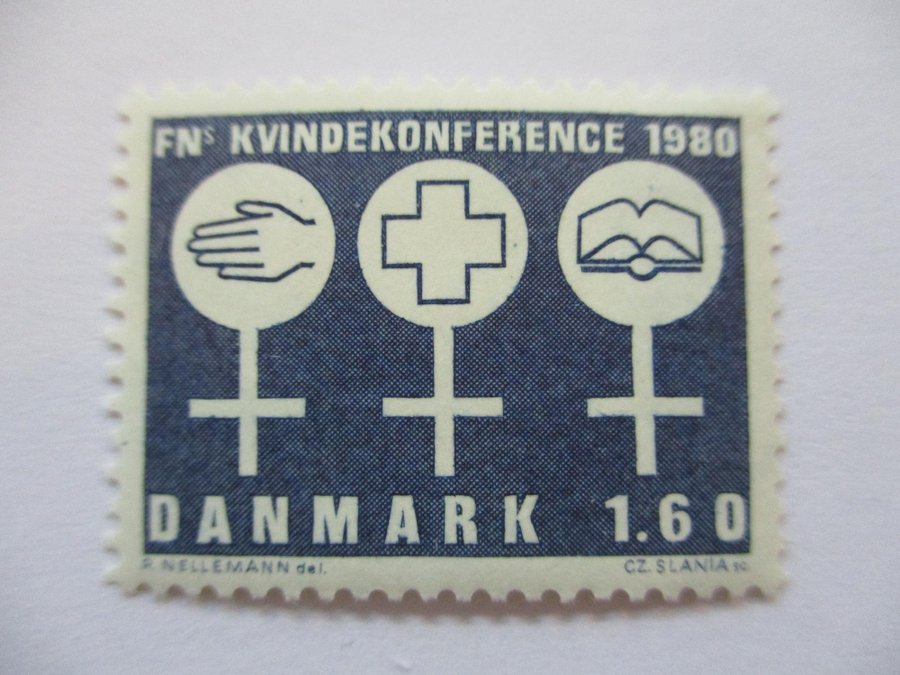 FNs KVINDEKONFERENCE 1980
DANMARK 1.60
R. NELLEMANN del. CZ. SLANIA sc.